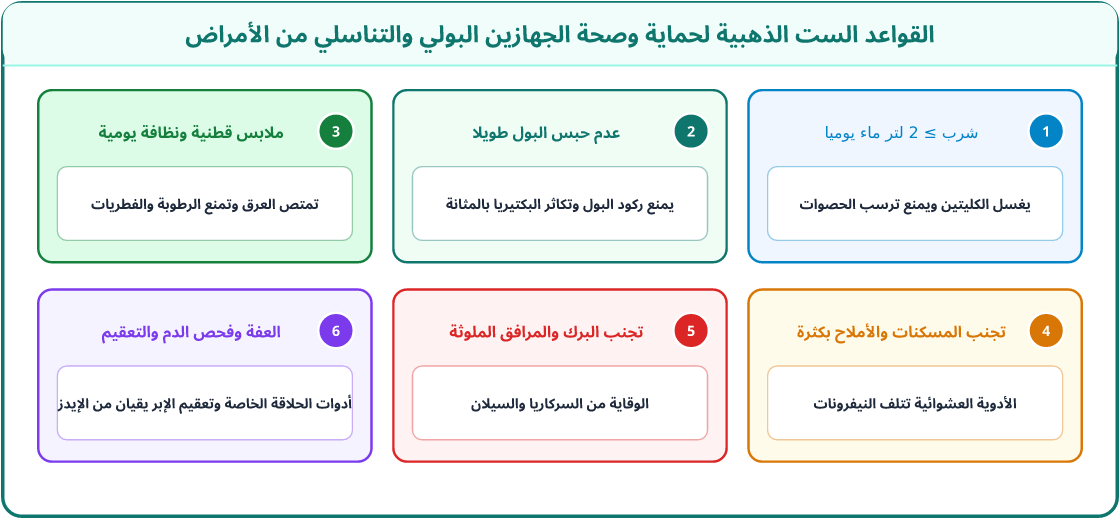 القواعد الست الذهبية لحماية وصحة الجهازين البولي والتناسلي من الأمراض
1
شرب ≥ 2 لتر ماء يوميا
يغسل الكليتين ويمنع ترسب الحصوات
2
عدم حبس البول طويلا
يمنع ركود البول وتكاثر البكتيريا بالمثانة
3
ملابس قطنية ونظافة يومية
تمتص العرق وتمنع الرطوبة والفطريات
4
تجنب المسكنات والأملاح بكثرة
الأدوية العشوائية تتلف النيفرونات
5
تجنب البرك والمرافق الملوثة
الوقاية من السركاريا والسيلان
6
العفة وفحص الدم والتعقيم
أدوات الحلاقة الخاصة وتعقيم الإبر يقيان من الإيدز